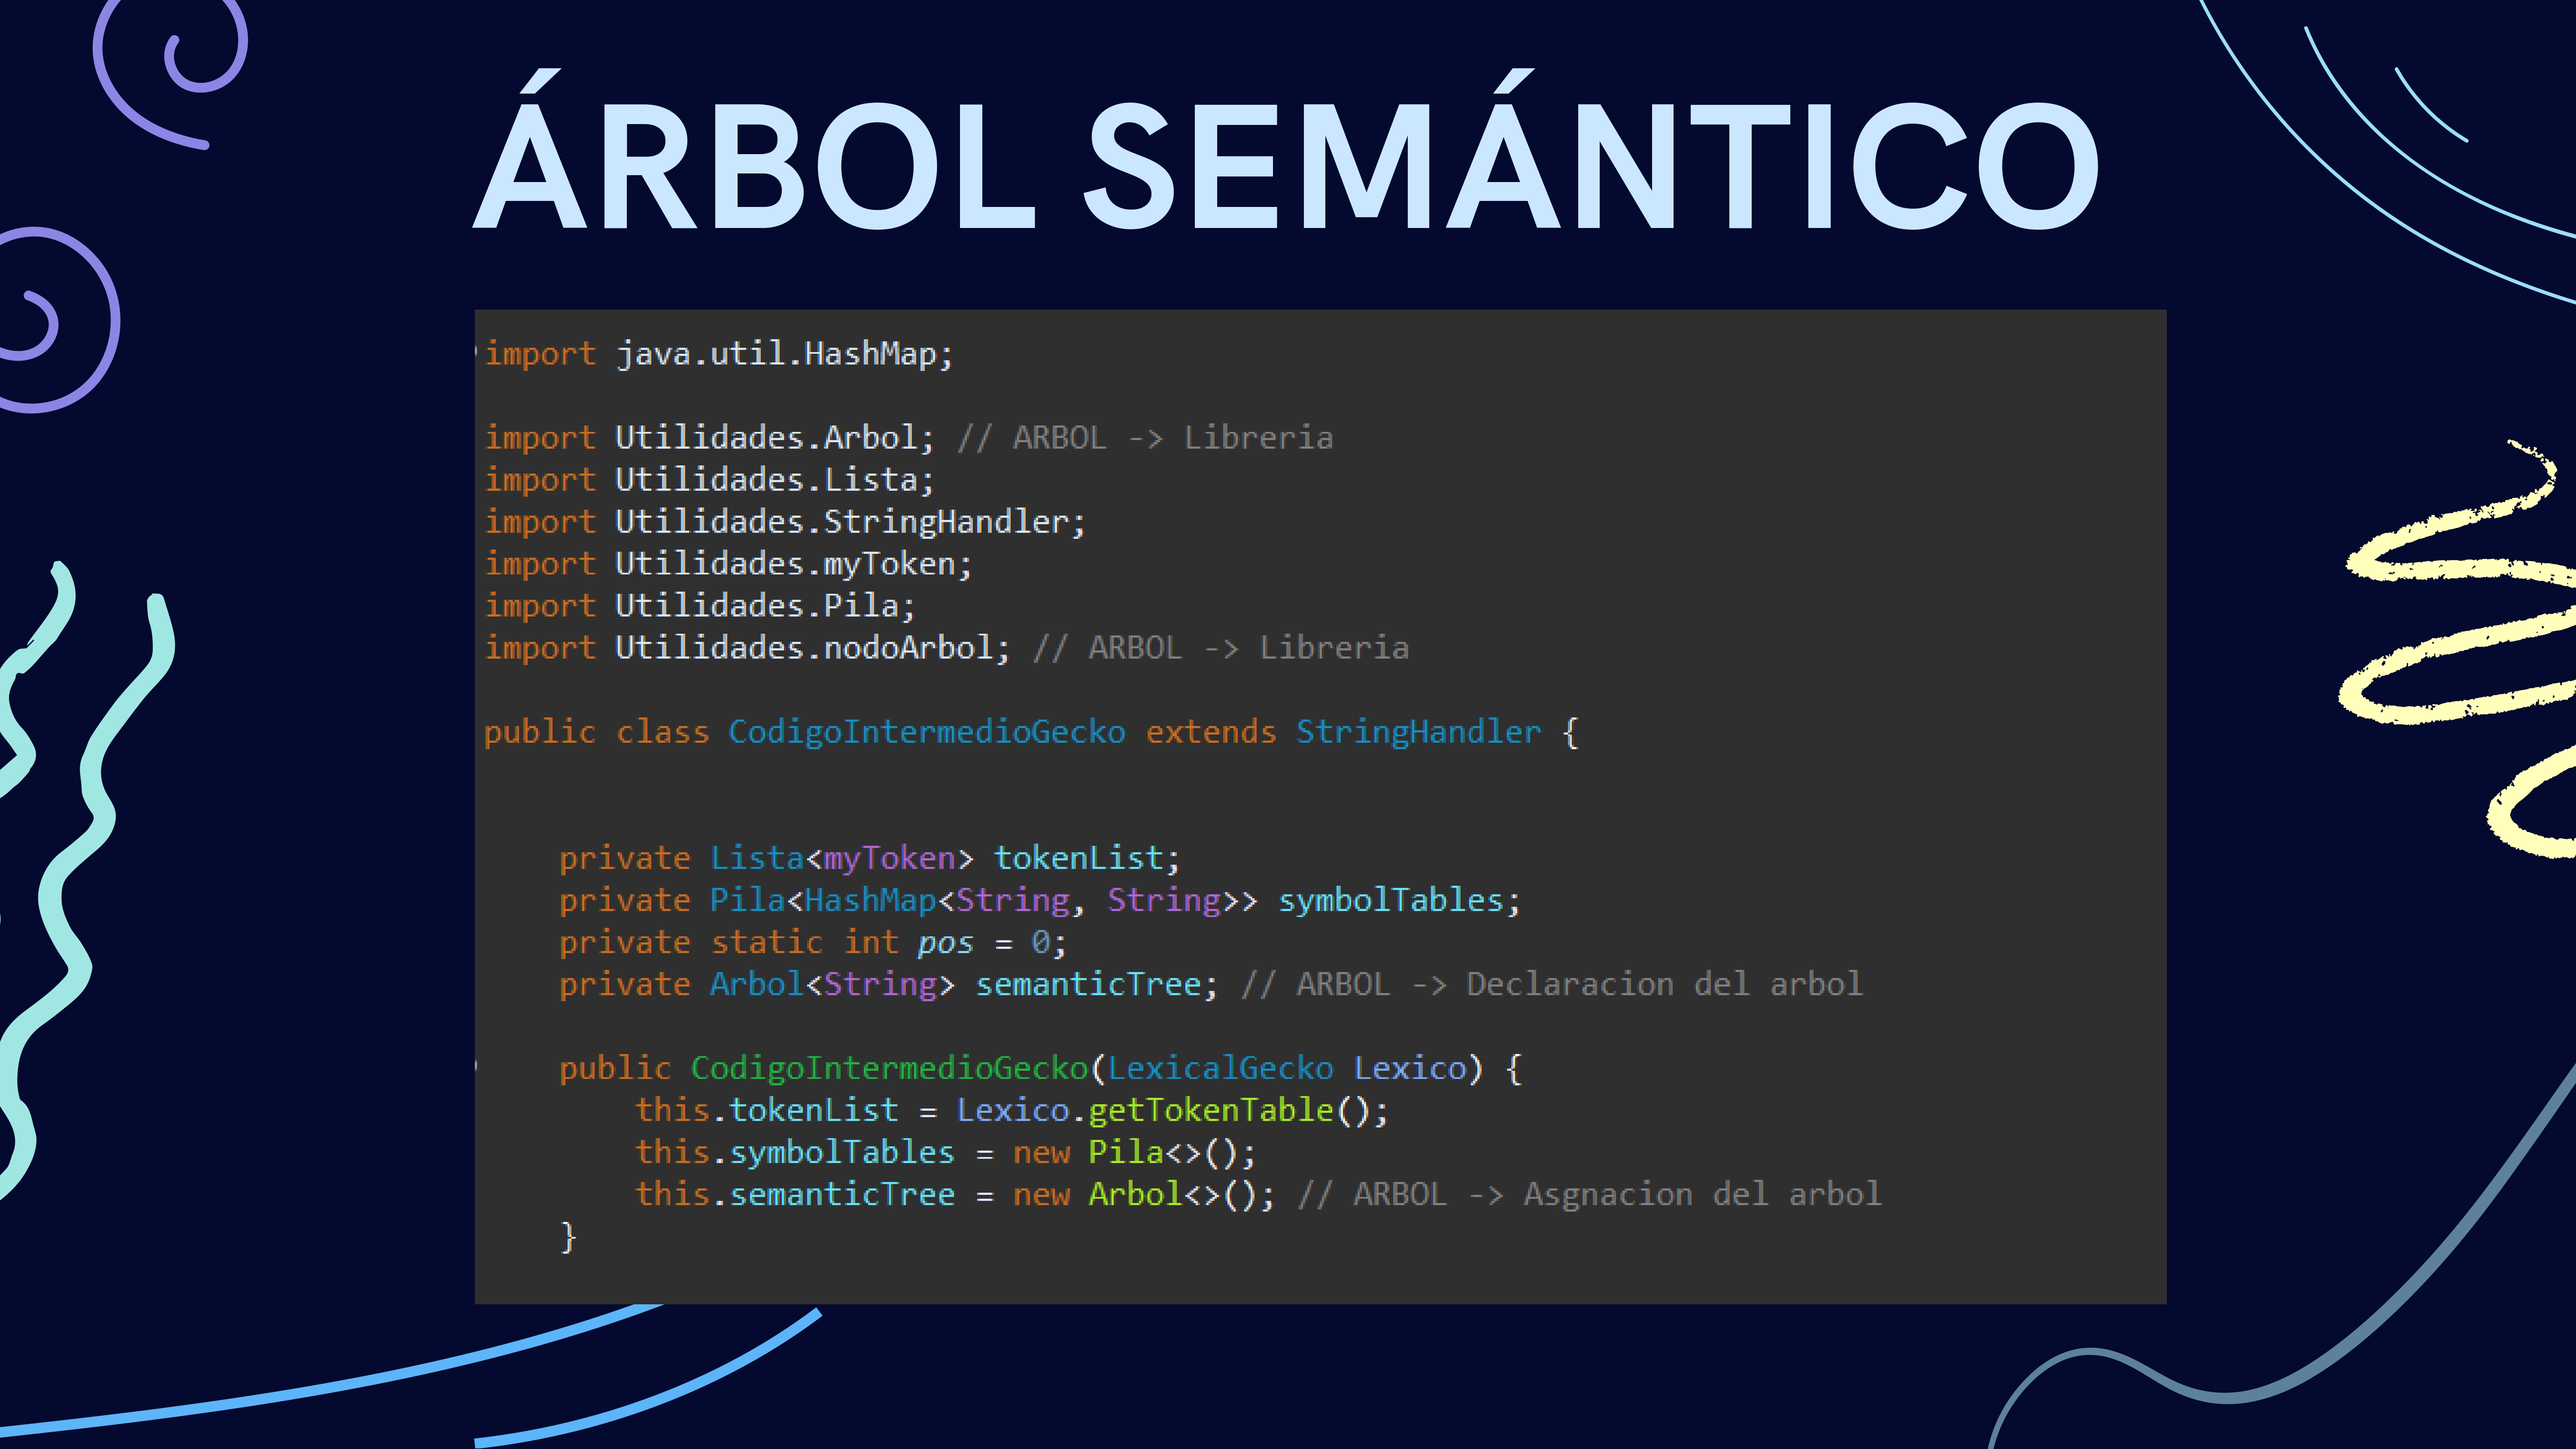 ÁRBOL SEMÁNTICO
import java.util.HashMap;
import Utilidades.Arbol; // ARBOL -> Libreria
import Utilidades.Lista;
import Utilidades.StringHandler;
import Utilidades.myToken;
import Utilidades.Pila;
import Utilidades.nodoArbol; // ARBOL -> Libreria
public class CodigoIntermedioGecko extends StringHandler {
private Lista<myToken> tokenList;
private Pila<HashMap<String, String>> symbolTables;
private static int pos = 0;
private Arbol<String> semanticTree; // ARBOL -> Declaracion del arbol
public CodigoIntermedioGecko(LexicalGecko Lexico) {
this.tokenList = Lexico.getTokenTable();
this.symbolTables = new Pila<>();
this.semanticTree = new Arbol<>(); // ARBOL -> Asgnacion del arbol
}